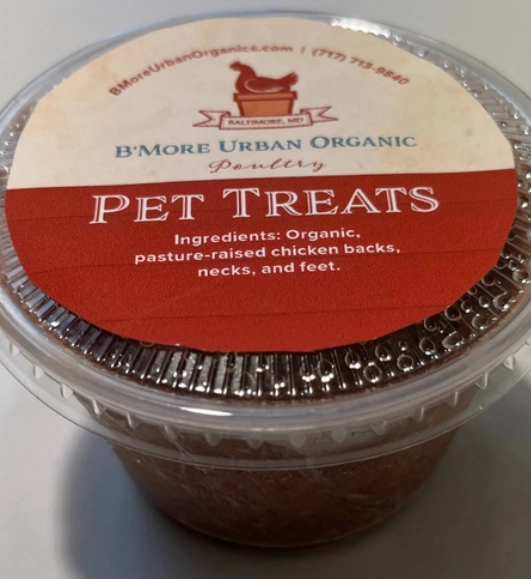 BMoreUrbanOrganics.com | (717) 713-9840
BALTIMORE, MD
B'MORE URBAN ORGANIC
Poultry
PET TREATS
Ingredients: Organic,
pasture-raised chicken backs,
necks, and feet.